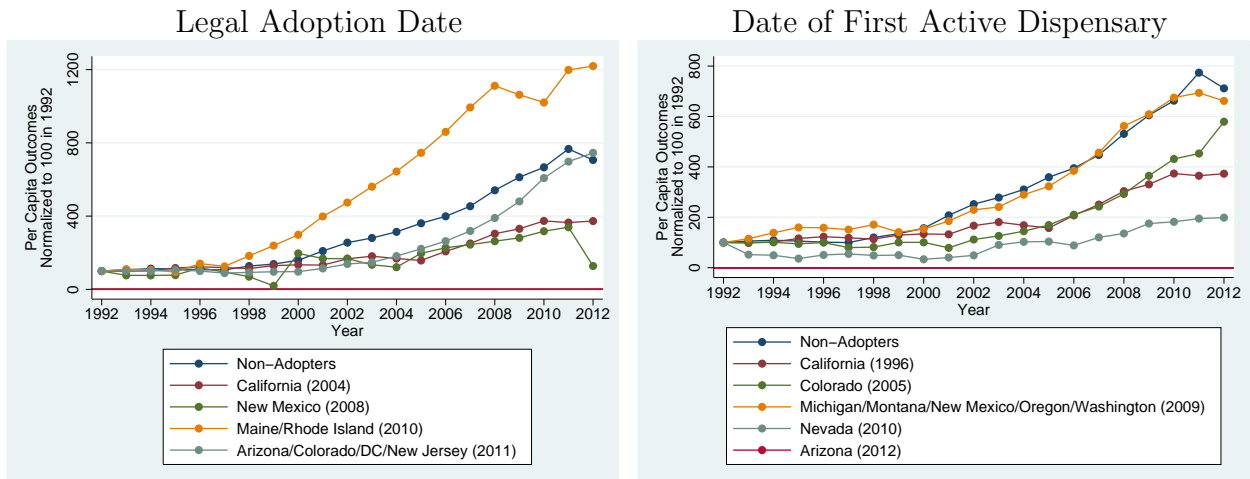 Legal Adoption Date
Per Capita Outcomes
Normalized to 100 in 1992
1200
800
400
0
1992 1994 1996 1998 2000 2002 2004 2006 2008 2010 2012
Year
Non−Adopters
California (2004)
New Mexico (2008)
Maine/Rhode Island (2010)
Arizona/Colorado/DC/New Jersey (2011)
Date of First Active Dispensary
Per Capita Outcomes
Normalized to 100 in 1992
800
600
400
200
0
1992 1994 1996 1998 2000 2002 2004 2006 2008 2010 2012
Year
Non−Adopters
California (1996)
Colorado (2005)
Michigan/Montana/New Mexico/Oregon/Washington (2009)
Nevada (2010)
Arizona (2012)